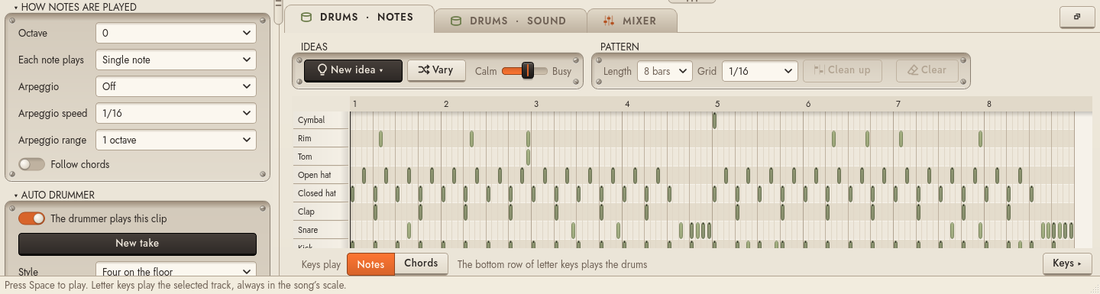 HOW NOTES ARE PLAYED
Octave 0
Each note plays Single note
Arpeggio Off
Arpeggio speed 1/16
Arpeggio range 1 octave
Follow chords
AUTO DRUMMER
The drummer plays this clip
New take
Style Four on the floor
DRUMS · NOTES
DRUMS · SOUND
MIXER
IDEAS
New idea
Vary
Calm
Busy
PATTERN
Length 8 bars
Grid 1/16
Clean up
Clear
1 2 3 4 5 6 7 8
Cymbal
Rim
Tom
Open hat
Closed hat
Clap
Snare
Kick
Keys play Notes Chords The bottom row of letter keys plays the drums
Keys
Press Space to play. Letter keys play the selected track, always in the song's scale.